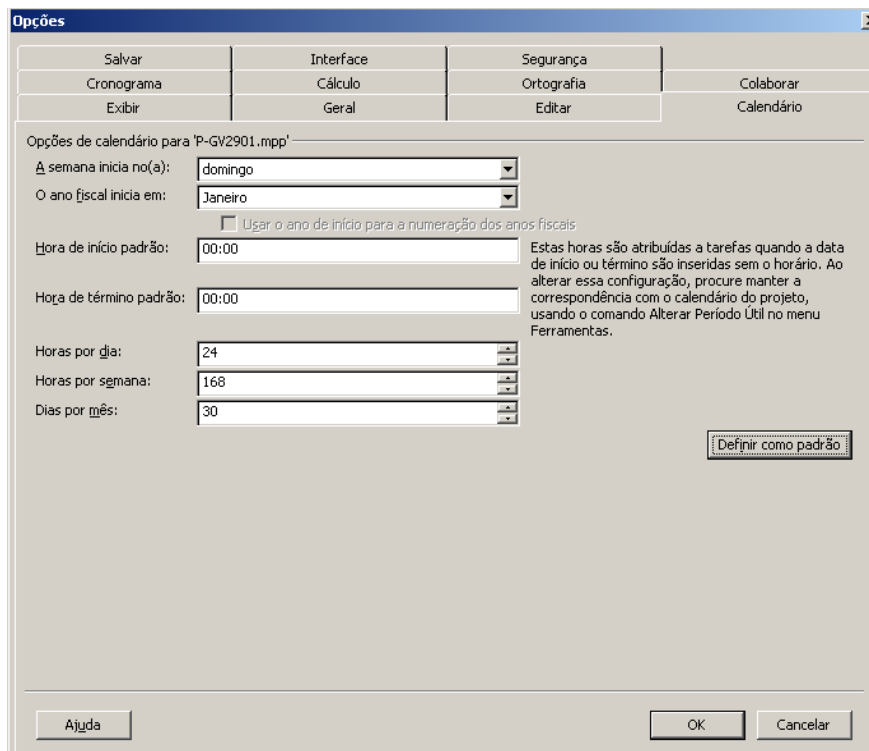 Opções
Salvar
Interface
Segurança
Cronograma
Cálculo
Ortografia
Colaborar
Exibir
Geral
Editar
Calendário
Opções de calendário para 'P-GV2901.mpp'
A semana inicia no(a):
domingo
O ano fiscal inicia em:
Janeiro
Usar o ano de início para a numeração dos anos fiscais
Hora de início padrão:
00:00
Hora de término padrão:
00:00
Estas horas são atribuídas a tarefas quando a data
de início ou término são inseridas sem o horário. Ao
alterar essa configuração, procure manter a
correspondência com o calendário do projeto,
usando o comando Alterar Período Útil no menu
Ferramentas.
Horas por dia:
24
Horas por semana:
168
Dias por mês:
30
Definir como padrão
Ajuda
OK
Cancelar